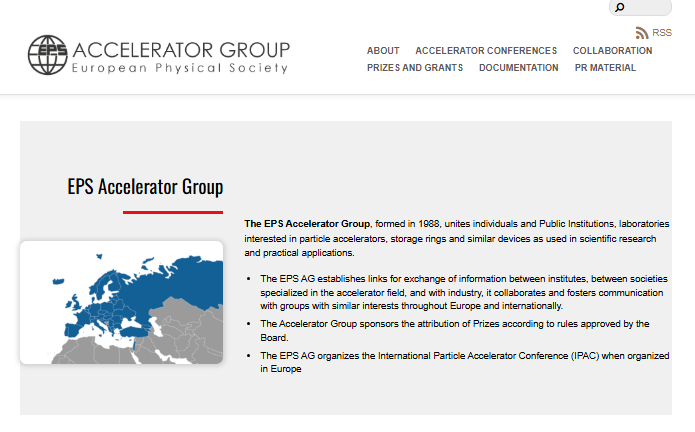 RSS
EPS ACCELERATOR GROUP
European Physical Society
ABOUT ACCELERATOR CONFERENCES COLLABORATION
PRIZES AND GRANTS DOCUMENTATION PR MATERIAL
EPS Accelerator Group
The EPS Accelerator Group, formed in 1988, unites individuals and Public Institutions, laboratories
interested in particle accelerators, storage rings and similar devices as used in scientific research
and practical applications.
• The EPS AG establishes links for exchange of information between institutes, between societies
specialized in the accelerator field, and with industry, it collaborates and fosters communication
with groups with similar interests throughout Europe and internationally.
• The Accelerator Group sponsors the attribution of Prizes according to rules approved by the
Board.
• The EPS AG organizes the International Particle Accelerator Conference (IPAC) when organized
in Europe